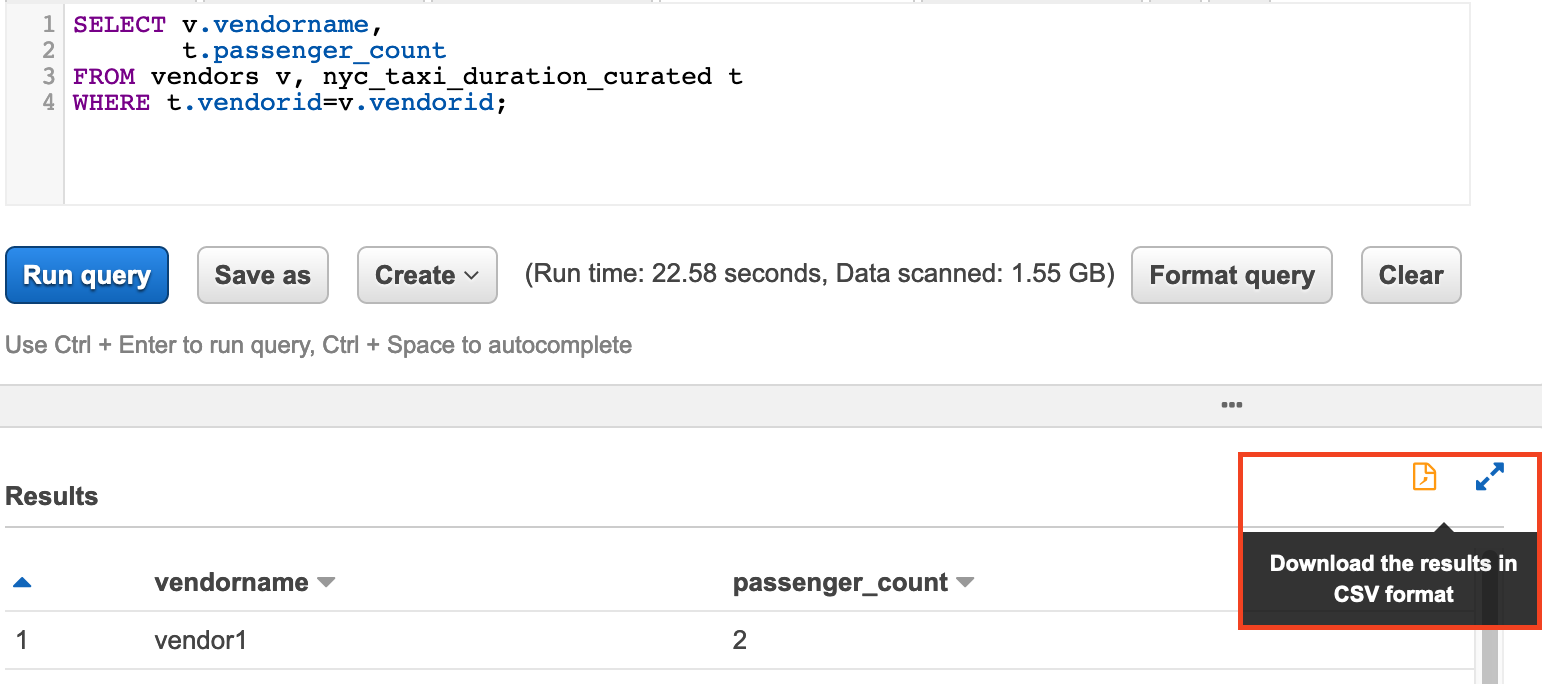 1 SELECT v.vendorname,
2        t.passenger_count
3 FROM vendors v, nyc_taxi_duration_curated t
4 WHERE t.vendorid=v.vendorid;
Run query Save as Create (Run time: 22.58 seconds, Data scanned: 1.55 GB) Format query Clear
Use Ctrl + Enter to run query, Ctrl + Space to autocomplete
Results
Download the results in
CSV format
vendorname passenger_count
1 vendor1 2